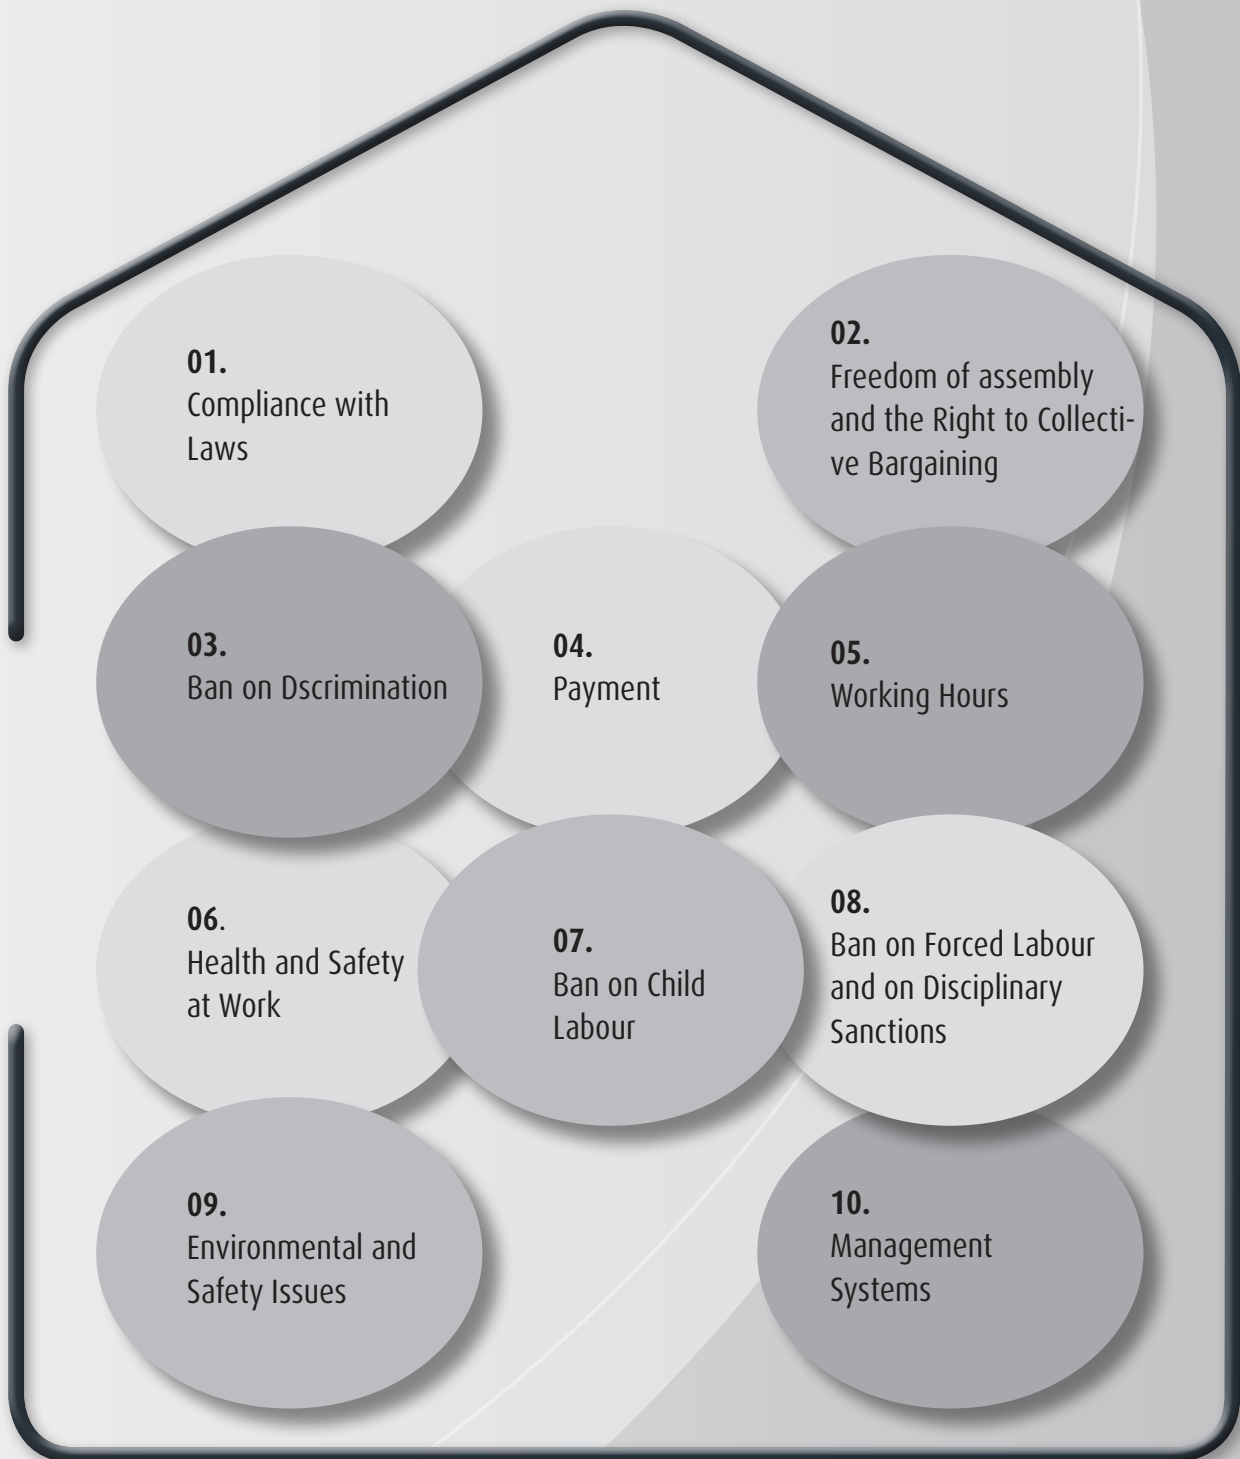 01.
Compliance with
Laws
02.
Freedom of assembly
and the Right to Collecti-
ve Bargaining
03.
Ban on Dscrimination
04.
Payment
05.
Working Hours
06.
Health and Safety
at Work
07.
Ban on Child
Labour
08.
Ban on Forced Labour
and on Disciplinary
Sanctions
09.
Environmental and
Safety Issues
10.
Management
Systems